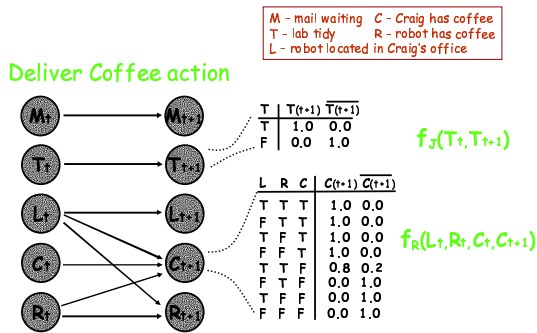 M - mail waiting C - Craig has coffee
T - lab tidy R - robot has coffee
L - robot located in Craig's office
Deliver Coffee action
Mt Mt+1
Tt Tt+1
Lt Lt+1
Ct Ct+1
Rt Rt+1
T T(t+1) T(t+1)
T 1.0 0.0
F 0.0 1.0
fJ(Tt,Tt+1)
L R C C(t+1) C(t+1)
T T T 1.0 0.0
F T T 1.0 0.0
T F T 1.0 0.0
F F T 1.0 0.0
T T F 0.8 0.2
F T F 0.0 1.0
T F F 0.0 1.0
F F F 0.0 1.0
fR(Lt,Rt,Ct,Ct+1)